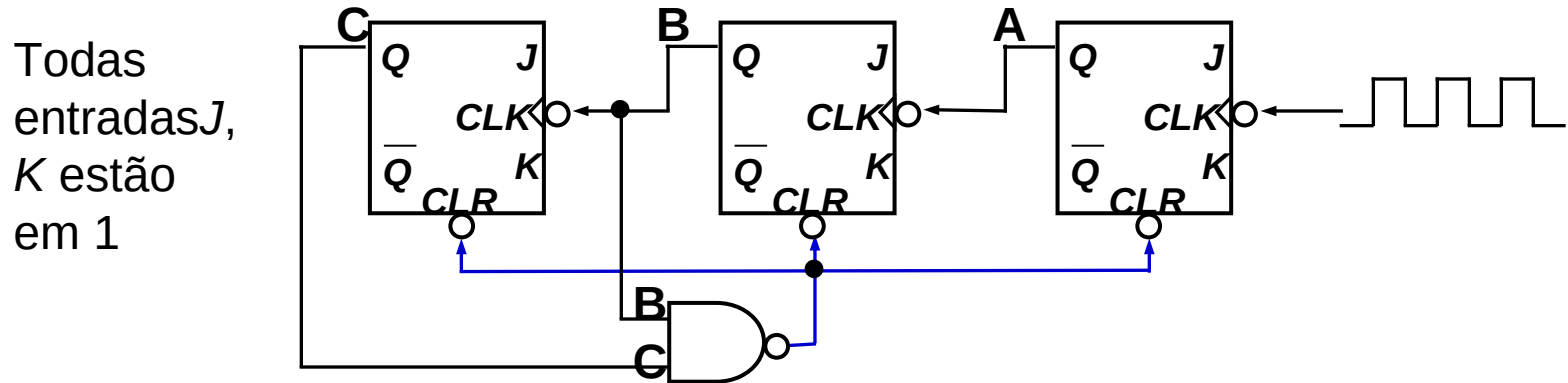 Todas
entradasJ,
K estão
em 1
C
B
A
Q J
CLK
Q K
CLR
Q J
CLK
Q K
CLR
Q J
CLK
Q K
CLR
B
C